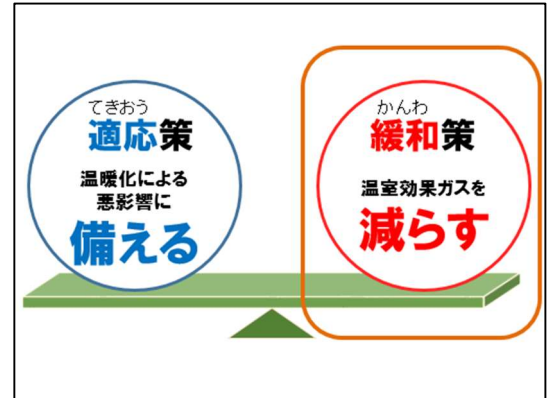 てきおう
適応策
温暖化による
悪影響に
備える
かんわ
緩和策
温室効果ガスを
減らす